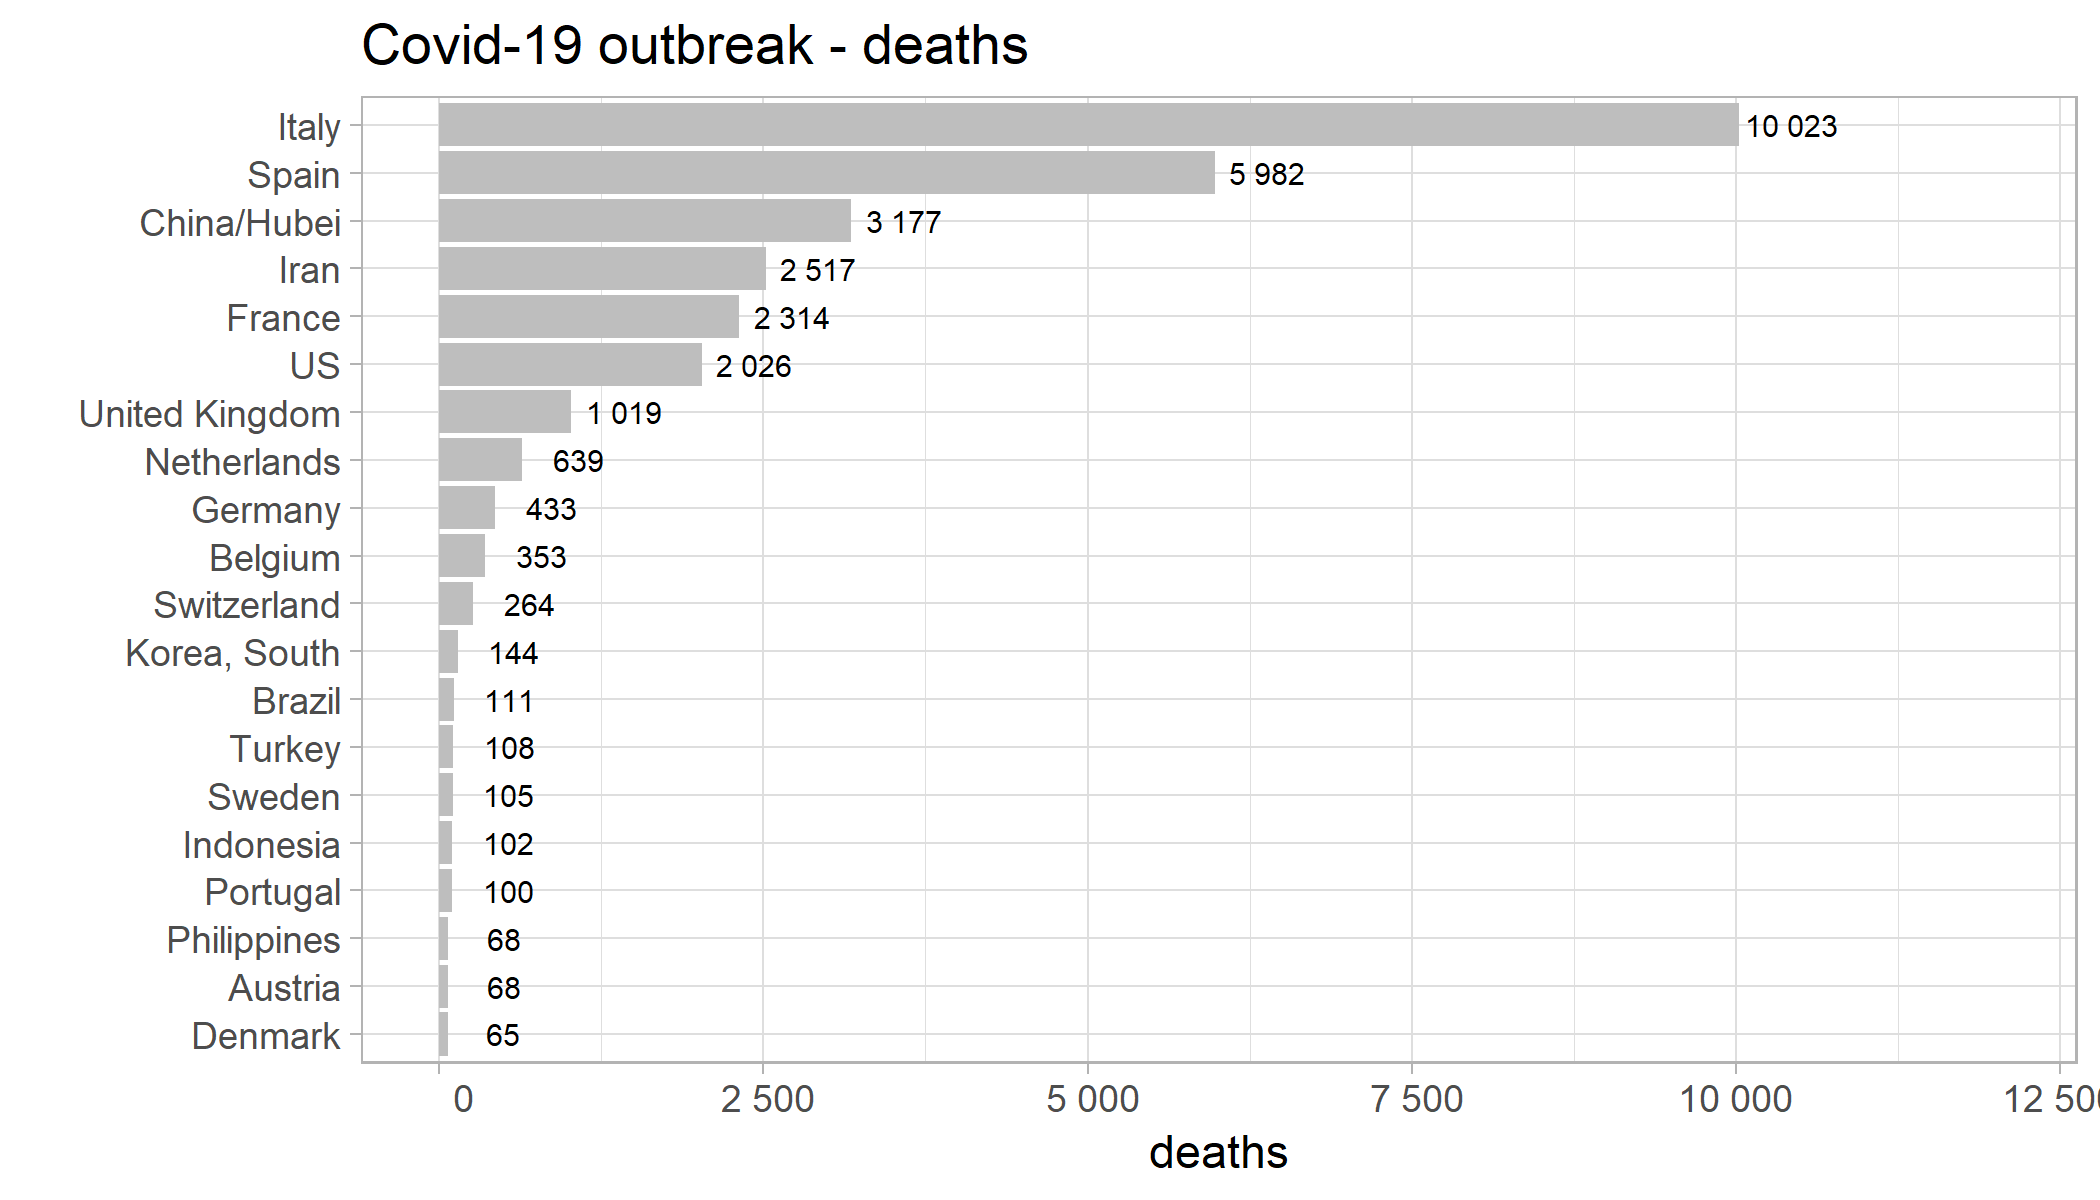 Covid-19 outbreak - deaths
Italy 10 023
Spain 5 982
China/Hubei 3 177
Iran 2 517
France 2 314
US 2 026
United Kingdom 1 019
Netherlands 639
Germany 433
Belgium 353
Switzerland 264
Korea, South 144
Brazil 111
Turkey 108
Sweden 105
Indonesia 102
Portugal 100
Philippines 68
Austria 68
Denmark 65
0 2 500 5 000 7 500 10 000 12 500
deaths